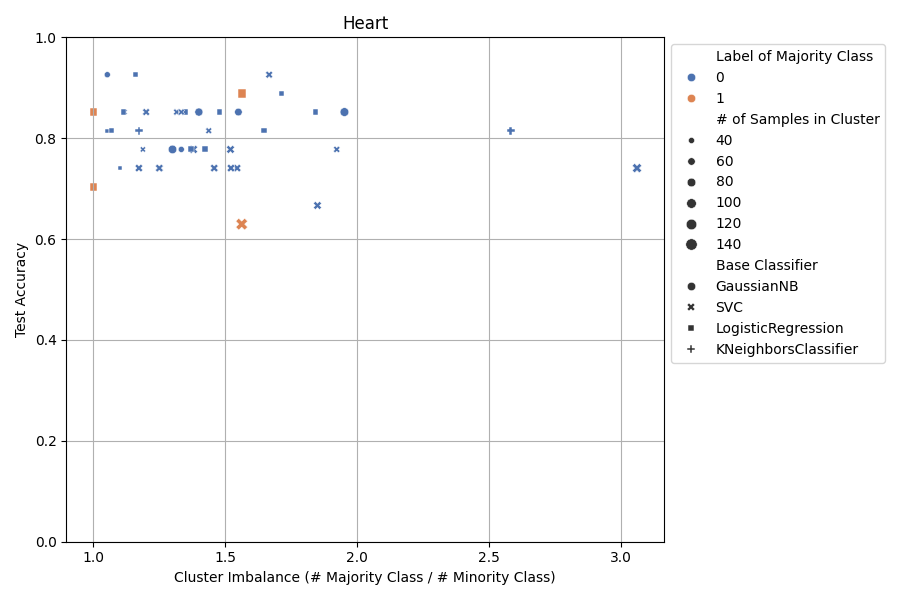 Heart
1.0
0.8
0.6
0.4
0.2
0.0
Test Accuracy
1.0
1.5
2.0
2.5
3.0
Cluster Imbalance (# Majority Class / # Minority Class)
Label of Majority Class
0
1
# of Samples in Cluster
40
60
80
100
120
140
Base Classifier
GaussianNB
SVC
LogisticRegression
KNeighborsClassifier